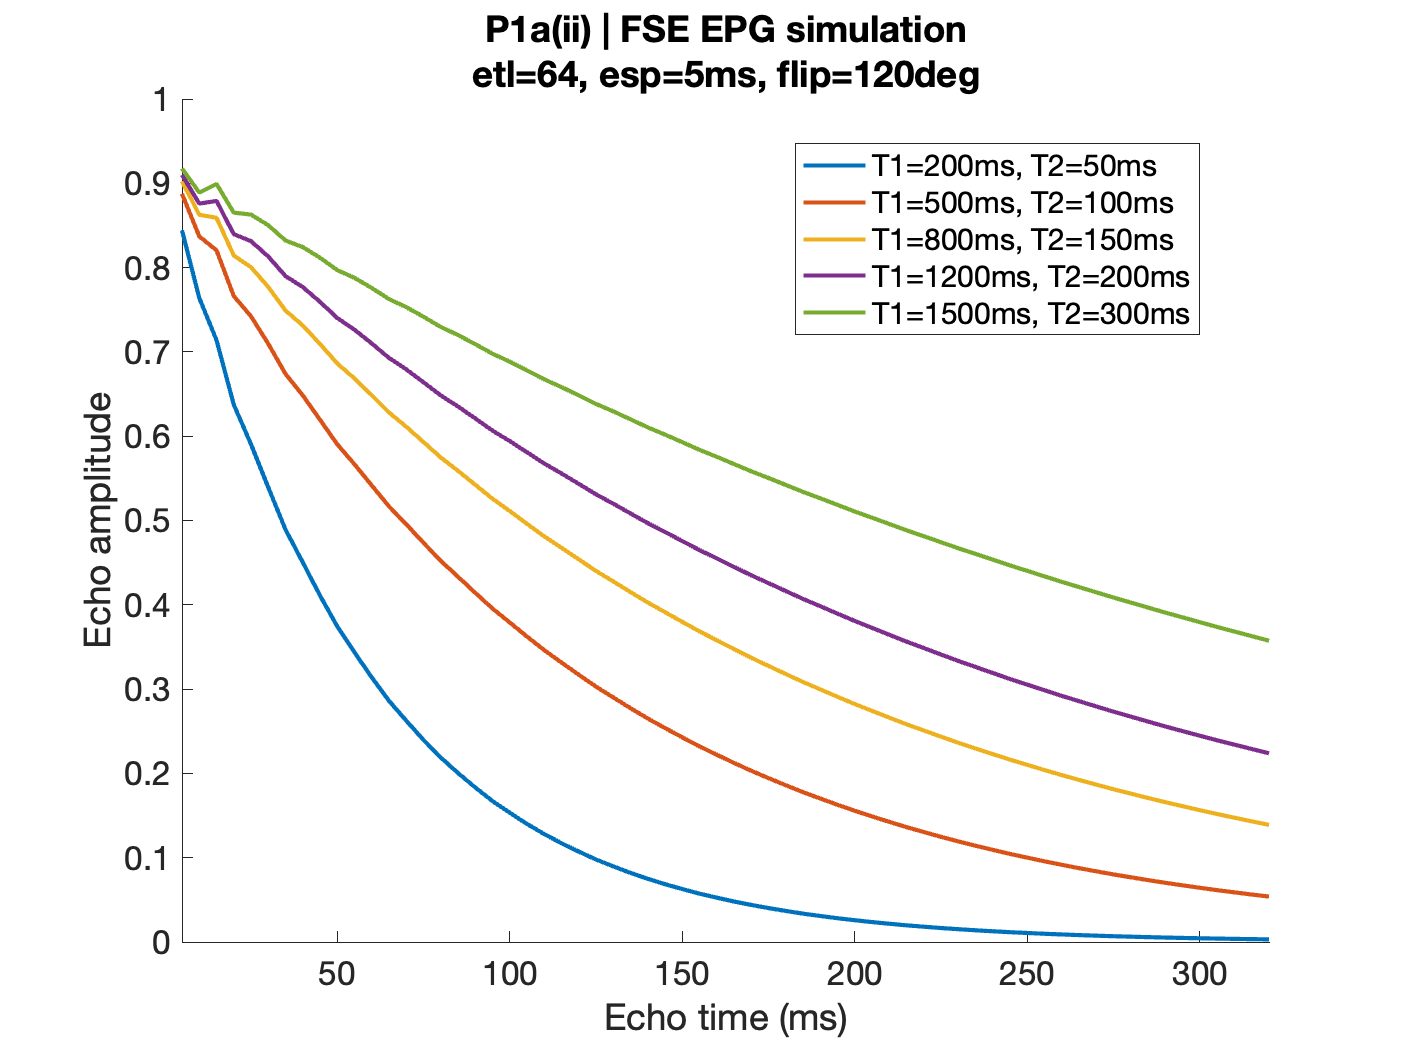 P1a(ii) | FSE EPG simulation
etl=64, esp=5ms, flip=120deg
1
0.9
0.8
0.7
0.6
0.5
0.4
0.3
0.2
0.1
0
Echo amplitude
T1=200ms, T2=50ms
T1=500ms, T2=100ms
T1=800ms, T2=150ms
T1=1200ms, T2=200ms
T1=1500ms, T2=300ms
50 100 150 200 250 300
Echo time (ms)